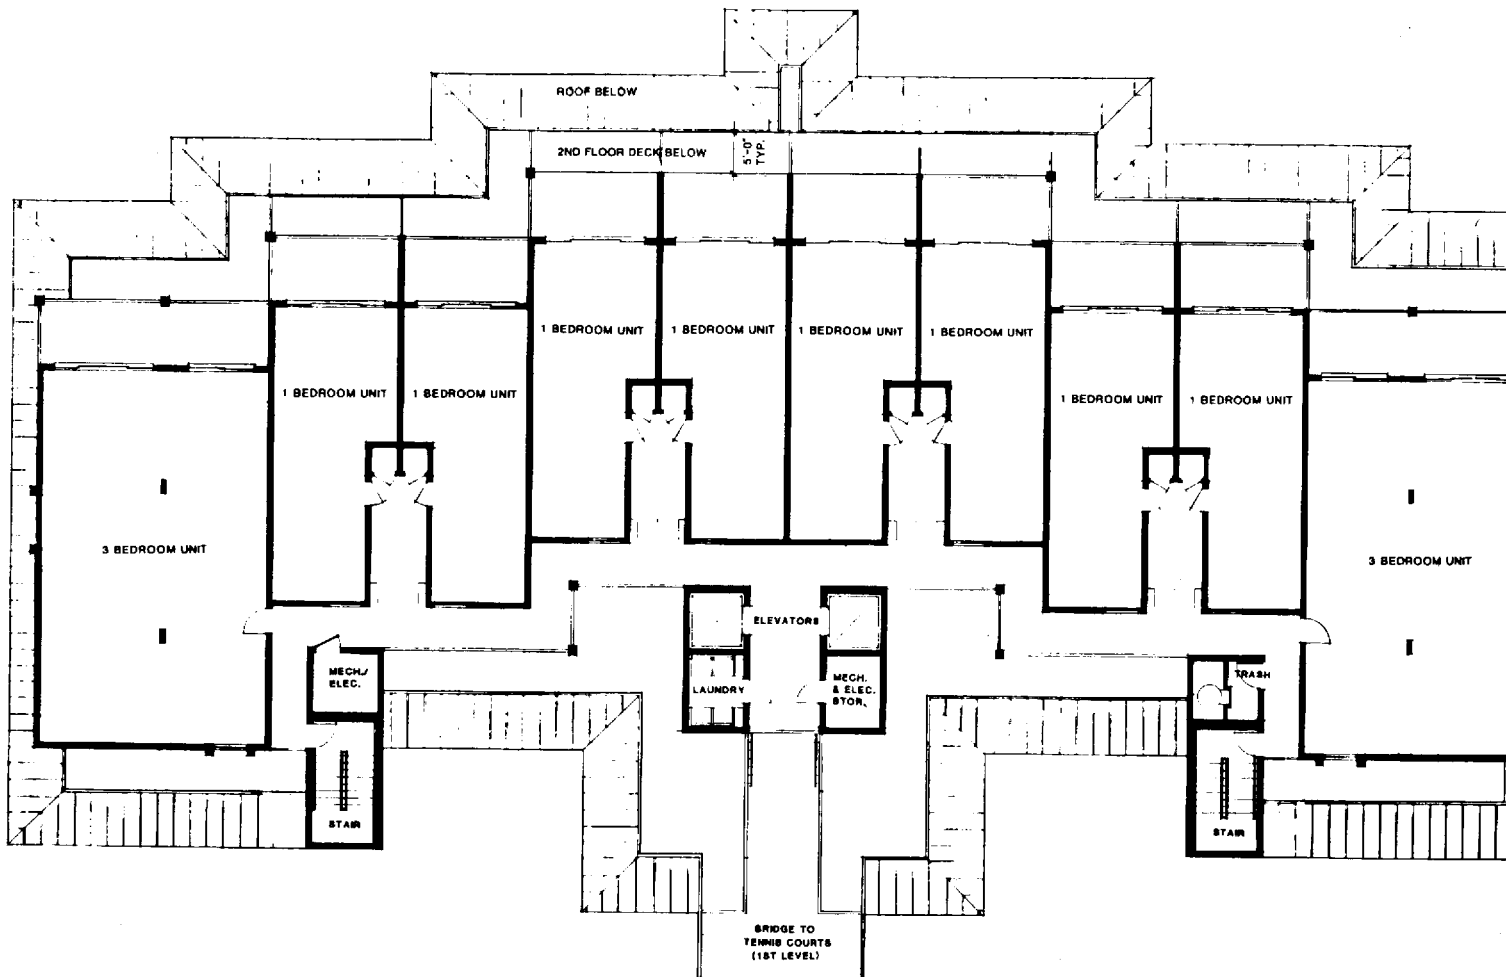 ROOF BELOW
2ND FLOOR DECK BELOW
5'-0"
TYP.
1 BEDROOM UNIT
1 BEDROOM UNIT
1 BEDROOM UNIT
1 BEDROOM UNIT
1 BEDROOM UNIT
1 BEDROOM UNIT
1 BEDROOM UNIT
1 BEDROOM UNIT
3 BEDROOM UNIT
3 BEDROOM UNIT
ELEVATORS
MECH./
ELEC.
LAUNDRY
MECH.
& ELEC.
STOR.
TRASH
STAIR
STAIR
BRIDGE TO
TENNIS COURTS
(1ST LEVEL)